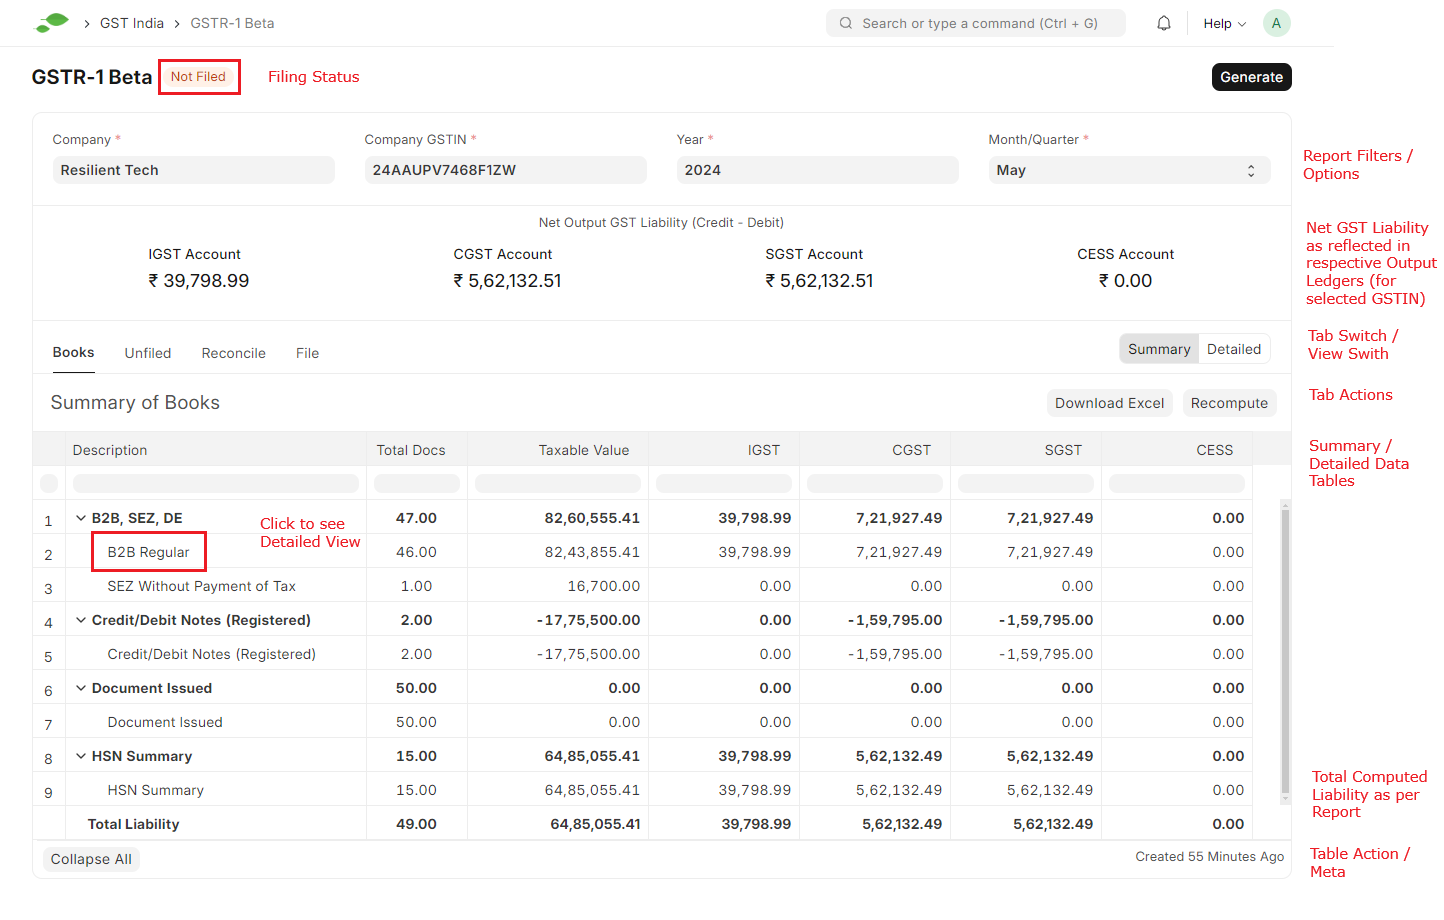 GST India GSTR-1 Beta Search or type a command (Ctrl + G) Help A
GSTR-1 Beta Not Filed Filing Status Generate
Company * Company GSTIN * Year * Month/Quarter *
Resilient Tech 24AAUPV7468F1ZW 2024 May
Report Filters /
Options
Net Output GST Liability (Credit - Debit)
IGST Account CGST Account SGST Account CESS Account
₹ 39,798.99 ₹ 5,62,132.51 ₹ 5,62,132.51 ₹ 0.00
Net GST Liability
as reflected in
respective Output
Ledgers (for
selected GSTIN)
Books Unfiled Reconcile File Summary Detailed
Tab Switch /
View Swith
Summary of Books Download Excel Recompute
Tab Actions
Description Total Docs Taxable Value IGST CGST SGST CESS
Summary /
Detailed Data
Tables
1 B2B, SEZ, DE 47.00 82,60,555.41 39,798.99 7,21,927.49 7,21,927.49 0.00
Click to see
Detailed View
2 B2B Regular 46.00 82,43,855.41 39,798.99 7,21,927.49 7,21,927.49 0.00
3 SEZ Without Payment of Tax 1.00 16,700.00 0.00 0.00 0.00 0.00
4 Credit/Debit Notes (Registered) 2.00 -17,75,500.00 0.00 -1,59,795.00 -1,59,795.00 0.00
5 Credit/Debit Notes (Registered) 2.00 -17,75,500.00 0.00 -1,59,795.00 -1,59,795.00 0.00
6 Document Issued 50.00 0.00 0.00 0.00 0.00 0.00
7 Document Issued 50.00 0.00 0.00 0.00 0.00 0.00
8 HSN Summary 15.00 64,85,055.41 39,798.99 5,62,132.49 5,62,132.49 0.00
9 HSN Summary 15.00 64,85,055.41 39,798.99 5,62,132.49 5,62,132.49 0.00
Total Liability 49.00 64,85,055.41 39,798.99 5,62,132.49 5,62,132.49 0.00
Total Computed
Liability as per
Report
Collapse All Created 55 Minutes Ago
Table Action /
Meta